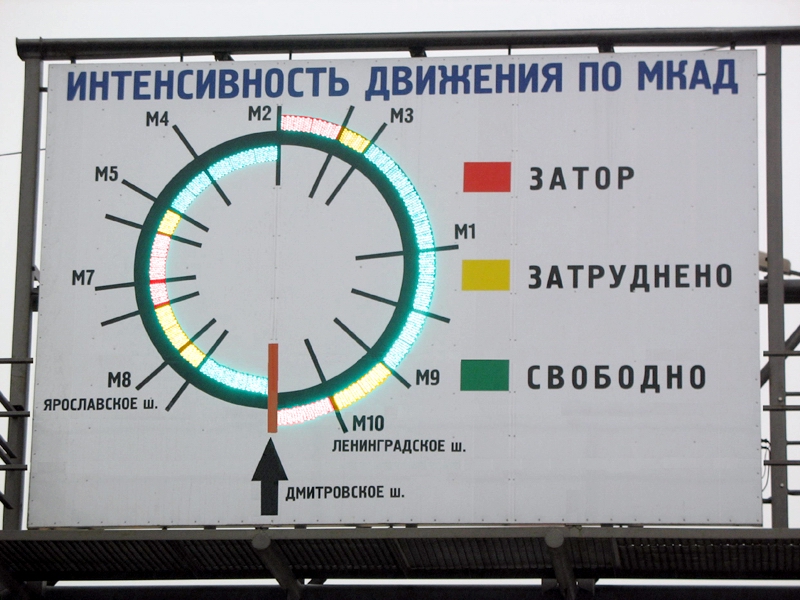 ИНТЕНСИВНОСТЬ ДВИЖЕНИЯ ПО МКАД
М2
М4
М3
М5
ЗАТОР
М1
М7
ЗАТРУДНЕНО
М8
М9
СВОБОДНО
ЯРОСЛАВСКОЕ Ш.
М10
ЛЕНИНГРАДСКОЕ Ш.
ДМИТРОВСКОЕ Ш.